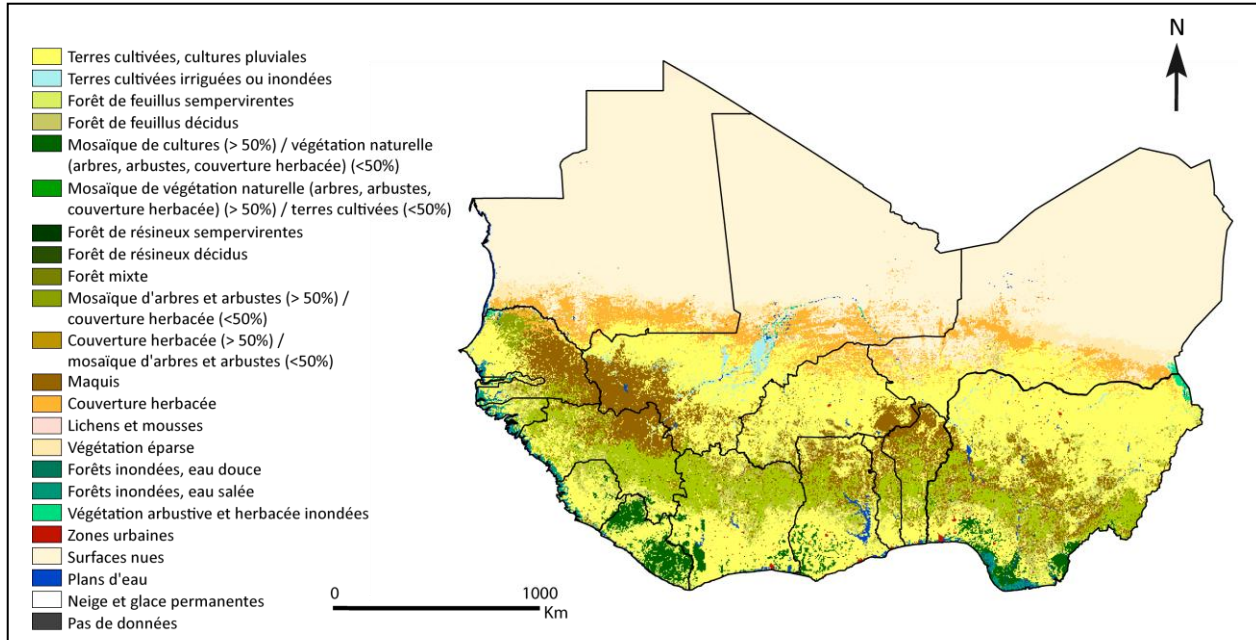 Terres cultivées, cultures pluviales
Terres cultivées irriguées ou inondées
Forêt de feuillus sempervirentes
Forêt de feuillus décidus
Mosaïque de cultures (> 50%) / végétation naturelle
(arbres, arbustes, couverture herbacée) (<50%)
Mosaïque de végétation naturelle (arbres, arbustes,
couverture herbacée) (> 50%) / terres cultivées (<50%)
Forêt de résineux sempervirentes
Forêt de résineux décidus
Forêt mixte
Mosaïque d'arbres et arbustes (> 50%) /
couverture herbacée (<50%)
Couverture herbacée (> 50%) /
mosaïque d'arbres et arbustes (<50%)
Maquis
Couverture herbacée
Lichens et mousses
Végétation éparse
Forêts inondées, eau douce
Forêts inondées, eau salée
Végétation arbustive et herbacée inondées
Zones urbaines
Surfaces nues
Plans d'eau
Neige et glace permanentes
Pas de données
N
0 1000
Km